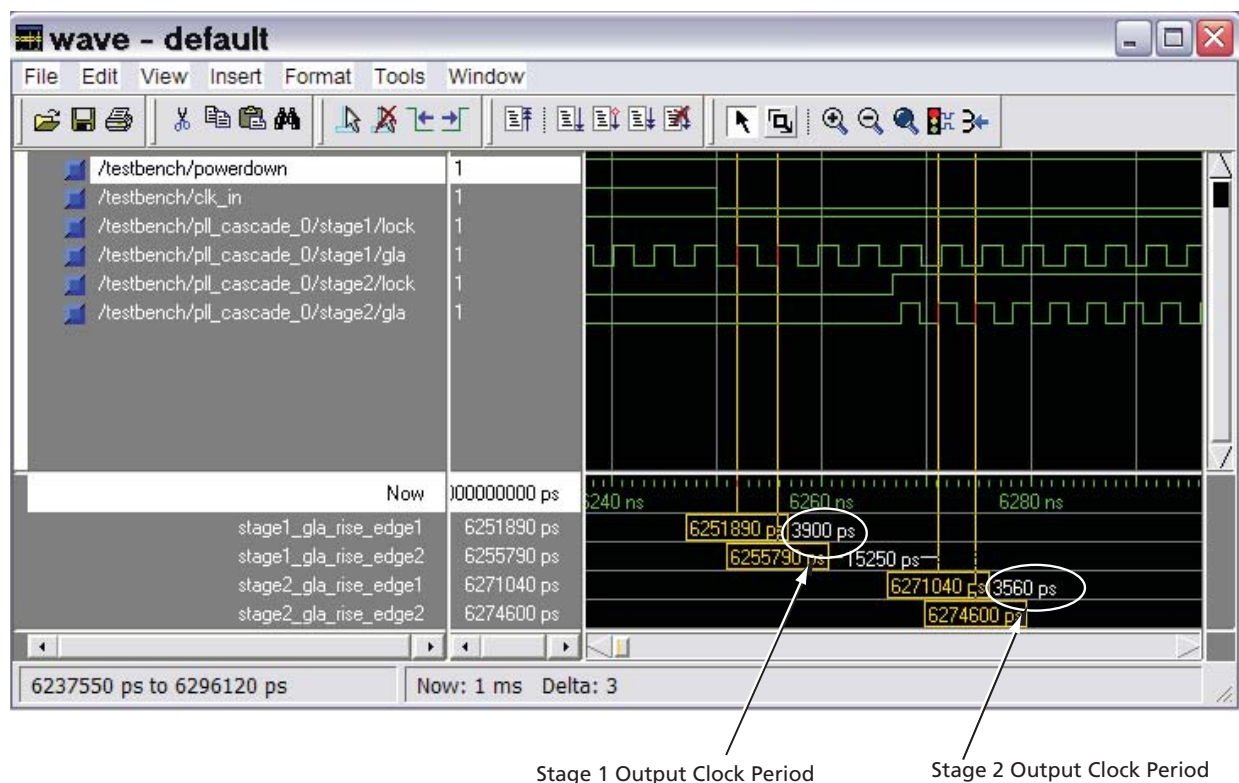 wave - default
File Edit View Insert Format Tools Window
/testbench/powerdown 1
/testbench/clk_in 1
/testbench/pll_cascade_0/stage1/lock 1
/testbench/pll_cascade_0/stage1/gla 1
/testbench/pll_cascade_0/stage2/lock 1
/testbench/pll_cascade_0/stage2/gla 1
Now 000000000 ps 6240 ns 6260 ns 6280 ns
stage1_gla_rise_edge1 6251890 ps 6251890 ps 3900 ps
stage1_gla_rise_edge2 6255790 ps 6255790 ps 15250 ps
stage2_gla_rise_edge1 6271040 ps 6271040 ps 3560 ps
stage2_gla_rise_edge2 6274600 ps 6274600 ps
6237550 ps to 6296120 ps Now: 1 ms Delta: 3
Stage 1 Output Clock Period Stage 2 Output Clock Period